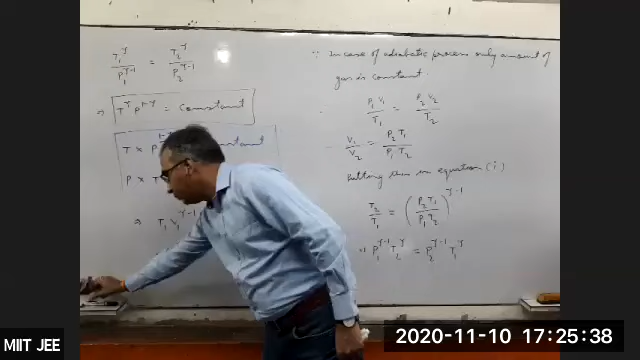 T₁^γ / P₁^(γ-1) = T₂^γ / P₂^(γ-1)
⇒ T^γ P^(1-γ) = Constant
T × P
P × T
⇒ T₁ V₁^(γ-1)
∵ In case of adiabatic process only amount of
gas is constant.
P₁V₁ / T₁ = P₂V₂ / T₂
V₁ / V₂ = P₂T₁ / P₁T₂
Putting this in equation (i)
T₂ / T₁ = (P₂T₁ / P₁T₂)^(γ-1)
⇒ P₁^(γ-1) T₂^γ = P₂^(γ-1) T₁^γ
MIIT JEE
2020-11-10 17:25:38